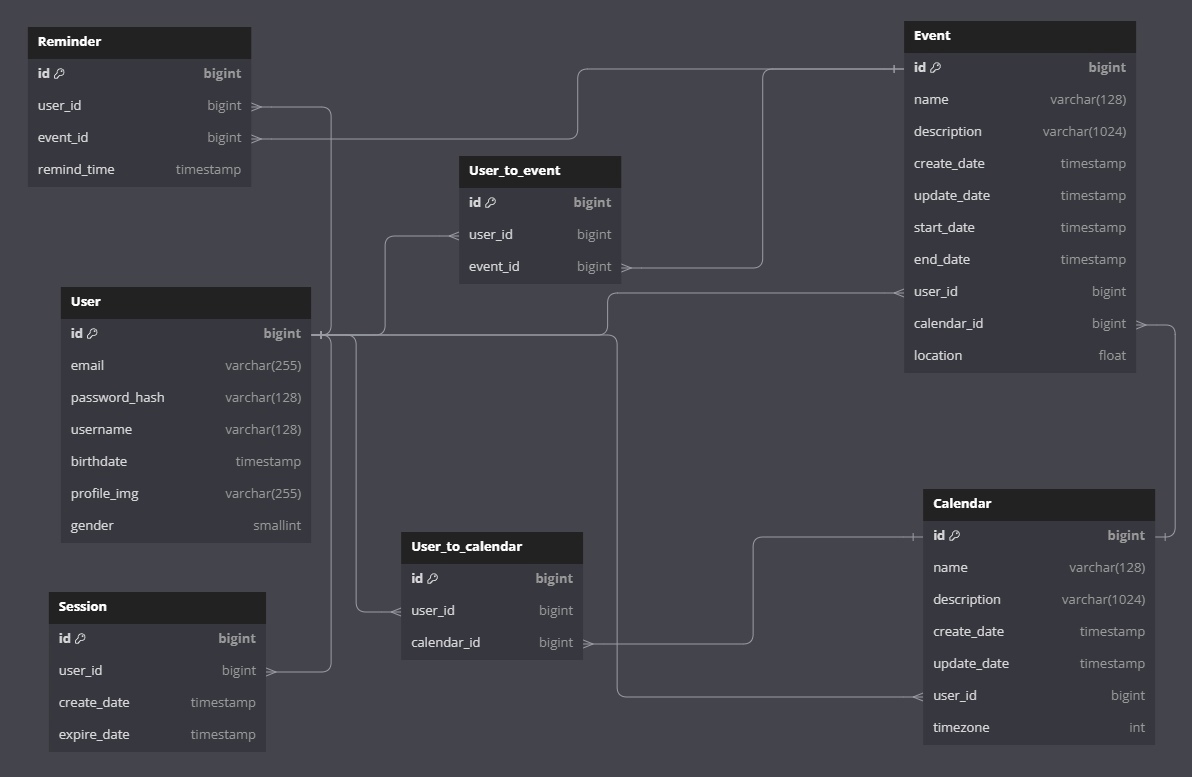 Reminder
id bigint
user_id bigint
event_id bigint
remind_time timestamp
Event
id bigint
name varchar(128)
description varchar(1024)
create_date timestamp
update_date timestamp
start_date timestamp
end_date timestamp
user_id bigint
calendar_id bigint
location float
User_to_event
id bigint
user_id bigint
event_id bigint
User
id bigint
email varchar(255)
password_hash varchar(128)
username varchar(128)
birthdate timestamp
profile_img varchar(255)
gender smallint
User_to_calendar
id bigint
user_id bigint
calendar_id bigint
Calendar
id bigint
name varchar(128)
description varchar(1024)
create_date timestamp
update_date timestamp
user_id bigint
timezone int
Session
id bigint
user_id bigint
create_date timestamp
expire_date timestamp